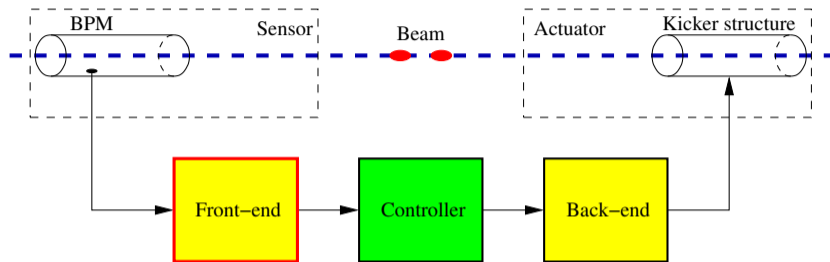 BPM
Sensor
Beam
Actuator
Kicker structure
Front−end
Controller
Back−end